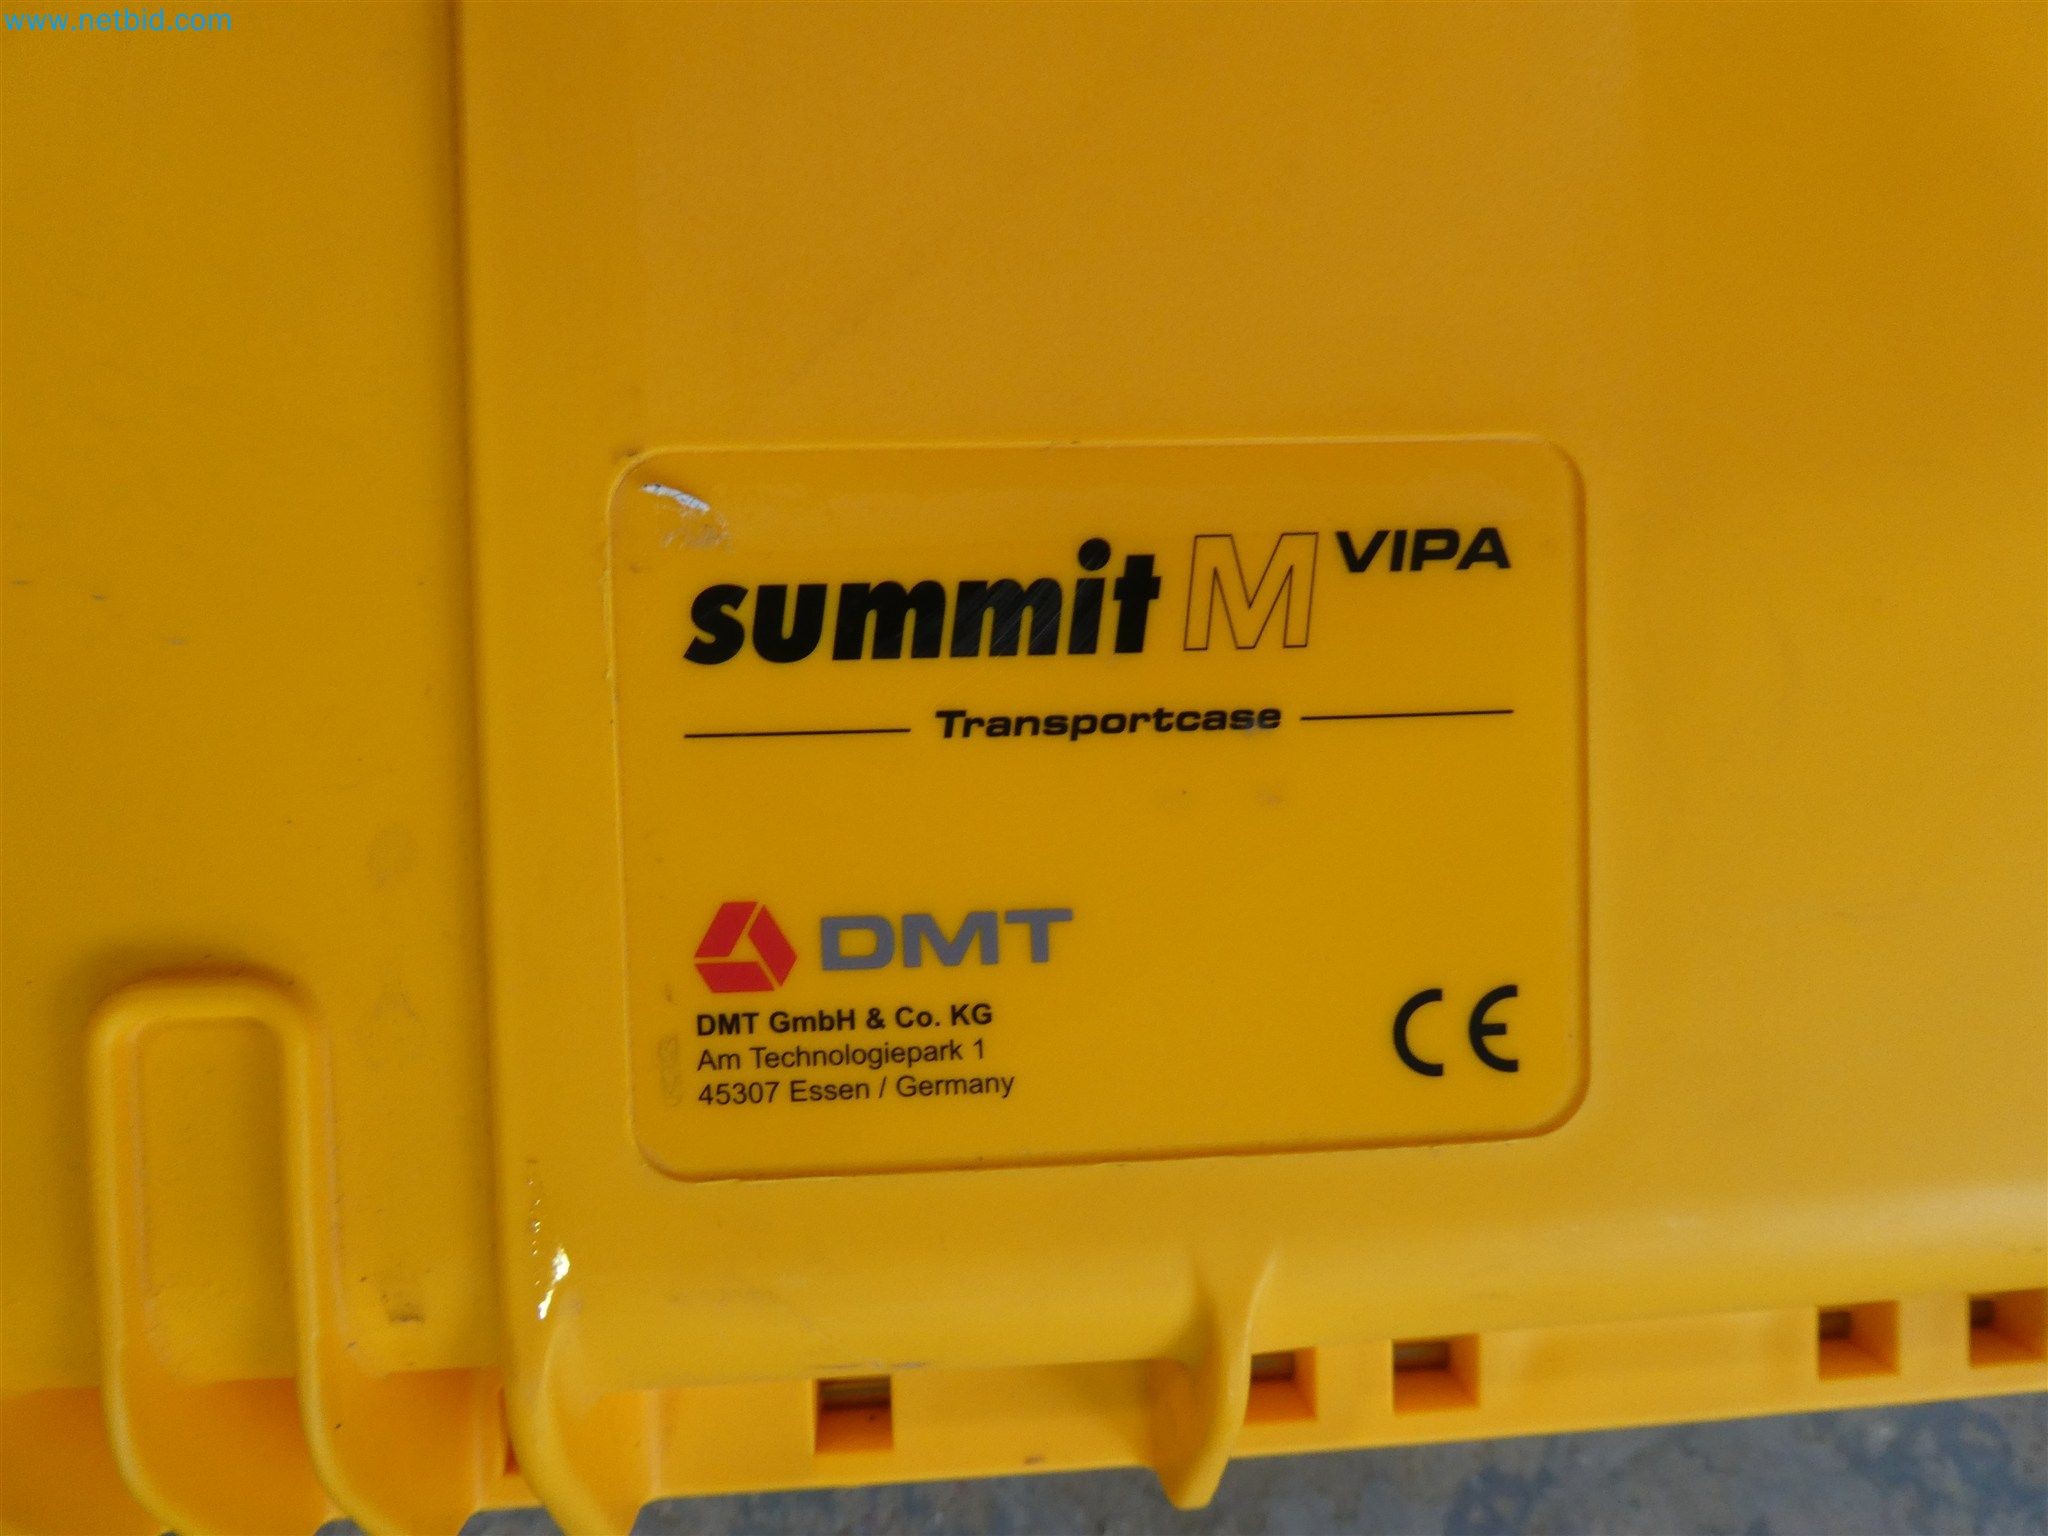 www.netbid.com
summit M VIPA
Transportcase
DMT
DMT GmbH & Co. KG
Am Technologiepark 1
45307 Essen / Germany
CE